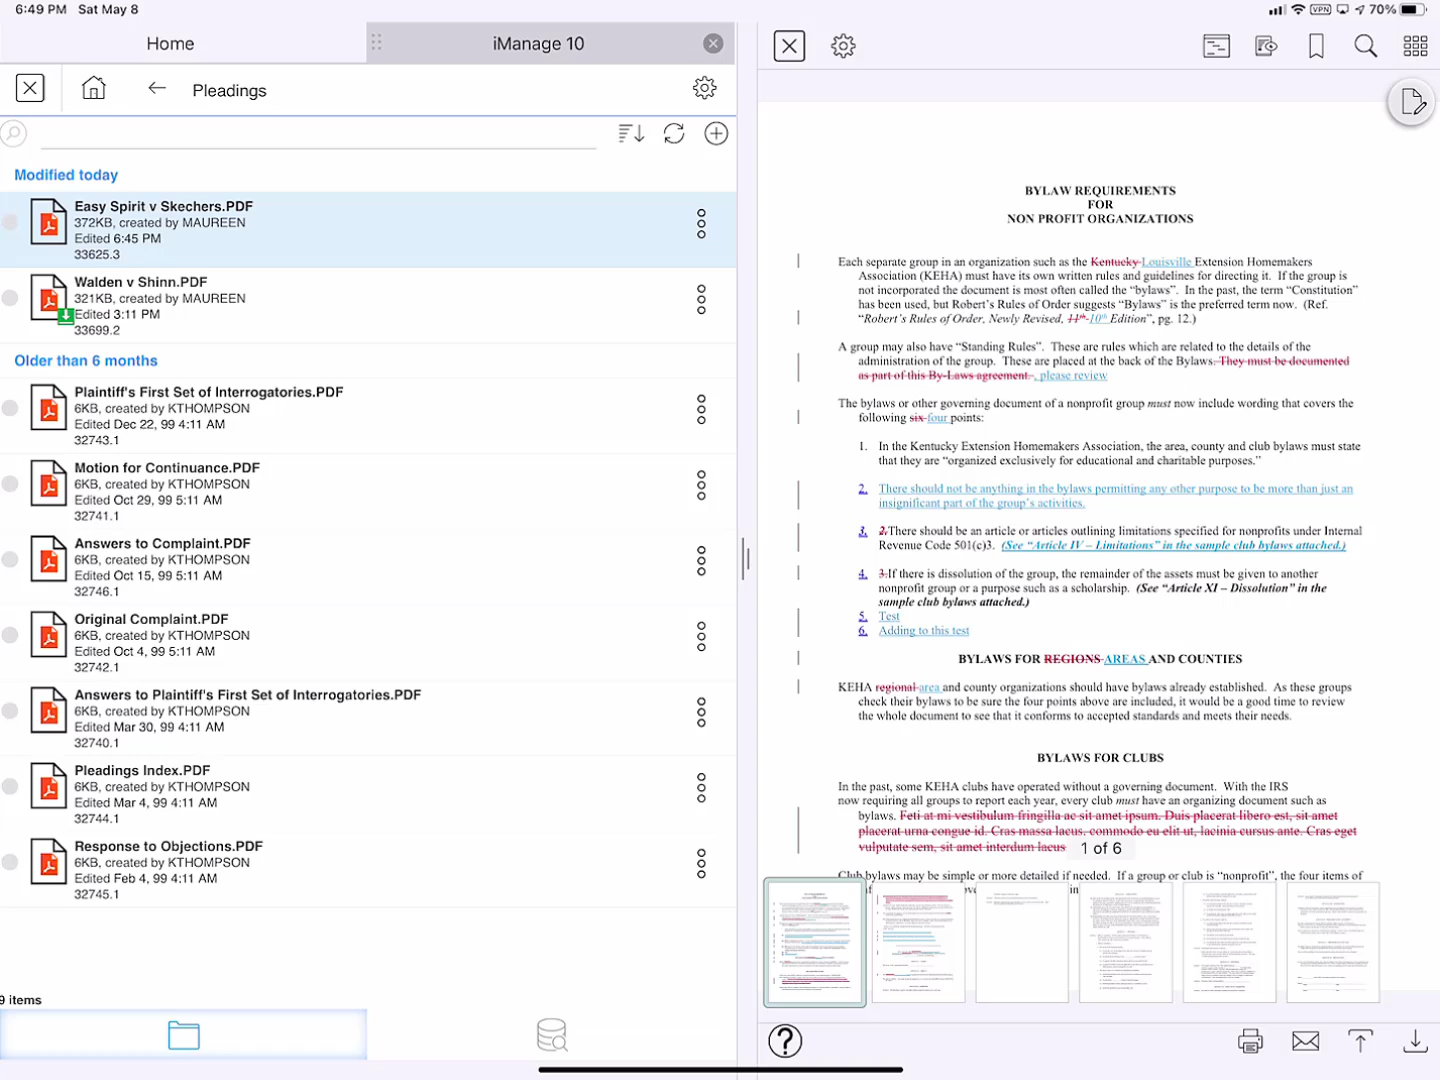 6:49 PM Sat May 8
VPN 70%
Home
iManage 10
Pleadings
Modified today
Easy Spirit v Skechers.PDF
372KB, created by MAUREEN
Edited 6:45 PM
33625.3
Walden v Shinn.PDF
321KB, created by MAUREEN
Edited 3:11 PM
33699.2
Older than 6 months
Plaintiff's First Set of Interrogatories.PDF
6KB, created by KTHOMPSON
Edited Dec 22, 99 4:11 AM
32743.1
Motion for Continuance.PDF
6KB, created by KTHOMPSON
Edited Oct 29, 99 5:11 AM
32741.1
Answers to Complaint.PDF
6KB, created by KTHOMPSON
Edited Oct 15, 99 5:11 AM
32746.1
Original Complaint.PDF
6KB, created by KTHOMPSON
Edited Oct 4, 99 5:11 AM
32742.1
Answers to Plaintiff's First Set of Interrogatories.PDF
6KB, created by KTHOMPSON
Edited Mar 30, 99 4:11 AM
32740.1
Pleadings Index.PDF
6KB, created by KTHOMPSON
Edited Mar 4, 99 4:11 AM
32744.1
Response to Objections.PDF
6KB, created by KTHOMPSON
Edited Feb 4, 99 4:11 AM
32745.1
9 items
BYLAW REQUIREMENTS
FOR
NON PROFIT ORGANIZATIONS
Each separate group in an organization such as the Kentucky Louisville Extension Homemakers
Association (KEHA) must have its own written rules and guidelines for directing it. If the group is
not incorporated the document is most often called the “bylaws”. In the past, the term “Constitution”
has been used, but Robert’s Rules of Order suggests “Bylaws” is the preferred term now. (Ref.
“Robert’s Rules of Order, Newly Revised, 11th 10th Edition”, pg. 12.)
A group may also have “Standing Rules”. These are rules which are related to the details of the
administration of the group. These are placed at the back of the Bylaws. They must be documented
as part of this By-Laws agreement. , please review
The bylaws or other governing document of a nonprofit group must now include wording that covers the
following six four points:
1. In the Kentucky Extension Homemakers Association, the area, county and club bylaws must state
that they are “organized exclusively for educational and charitable purposes.”
2. There should not be anything in the bylaws permitting any other purpose to be more than just an
insignificant part of the group’s activities.
3. 2.There should be an article or articles outlining limitations specified for nonprofits under Internal
Revenue Code 501(c)3. (See “Article IV – Limitations” in the sample club bylaws attached.)
4. 3.If there is dissolution of the group, the remainder of the assets must be given to another
nonprofit group or a purpose such as a scholarship. (See “Article XI – Dissolution” in the
sample club bylaws attached.)
5. Test
6. Adding to this test
BYLAWS FOR REGIONS AREAS AND COUNTIES
KEHA regional area and county organizations should have bylaws already established. As these groups
check their bylaws to be sure the four points above are included, it would be a good time to review
the whole document to see that it conforms to accepted standards and meets their needs.
BYLAWS FOR CLUBS
In the past, some KEHA clubs have operated without a governing document. With the IRS
now requiring all groups to report each year, every club must have an organizing document such as
bylaws. Feti at mi vestibulum fringilla ac sit amet ipsum. Duis placerat libero est, sit amet
placerat urna congue id. Cras massa lacus, commodo eu elit ut, lacinia cursus ante. Cras eget
vulputate sem, sit amet interdum lacus
1 of 6
Club bylaws may be simple or more detailed if needed. If a group or club is “nonprofit”, the four items of